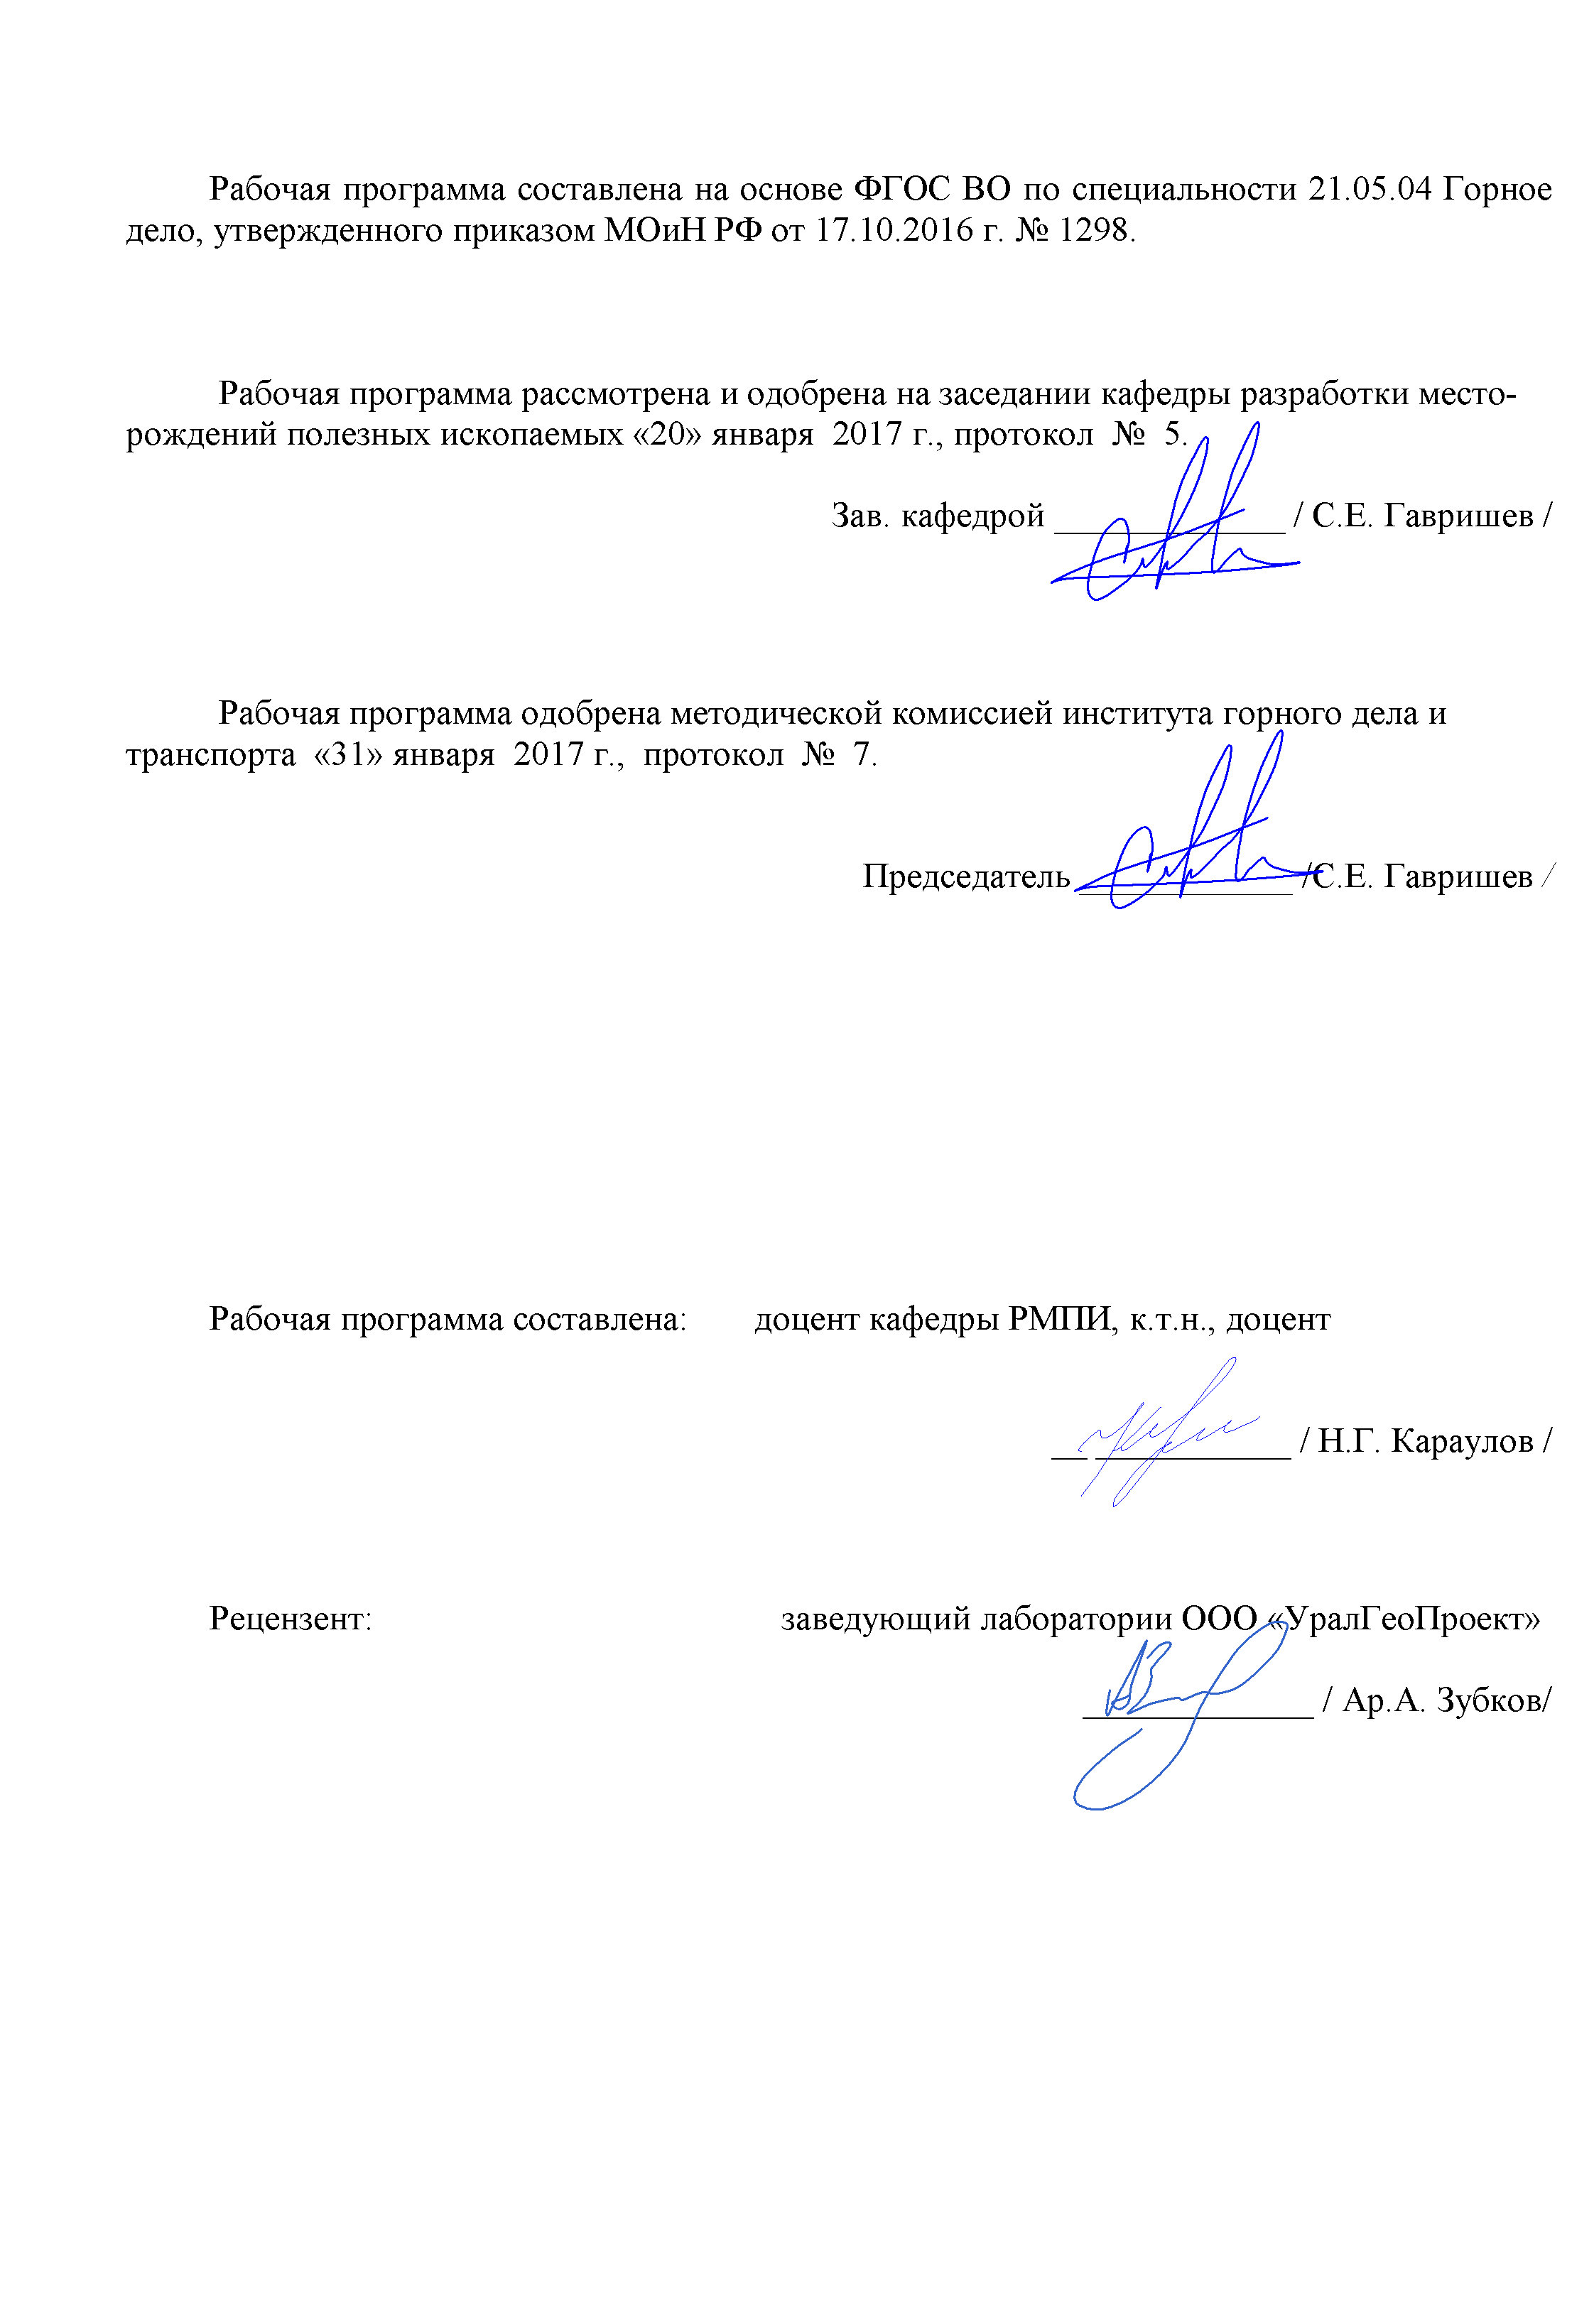 Рабочая программа составлена на основе ФГОС ВО по специальности 21.05.04 Горное
дело, утвержденного приказом МОиН РФ от 17.10.2016 г. № 1298.
Рабочая программа рассмотрена и одобрена на заседании кафедры разработки место-
рождений полезных ископаемых «20» января 2017 г., протокол № 5.
Зав. кафедрой _____________ / С.Е. Гавришев /
Рабочая программа одобрена методической комиссией института горного дела и
транспорта «31» января 2017 г., протокол № 7.
Председатель ____________ /С.Е. Гавришев /
Рабочая программа составлена: доцент кафедры РМПИ, к.т.н., доцент
__ ___________ / Н.Г. Караулов /
Рецензент: заведующий лаборатории ООО «УралГеоПроект»
_____________ / Ар.А. Зубков/